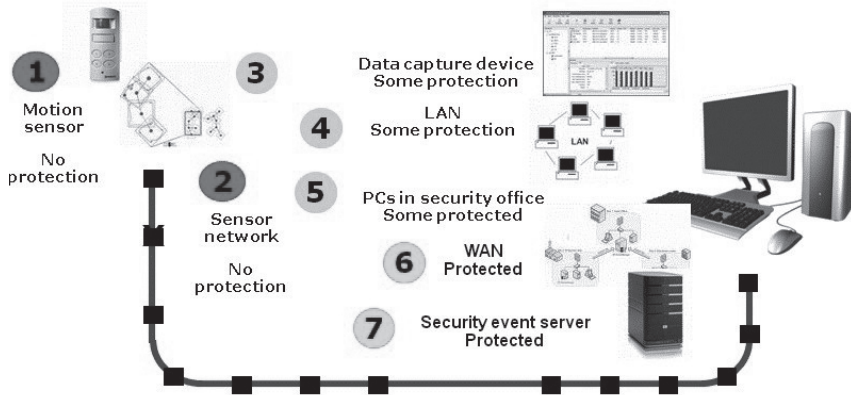 1
Motion
sensor
No
protection
2
Sensor
network
No
protection
3
Data capture device
Some protection
4
LAN
Some protection
LAN
5
PCs in security office
Some protected
6
WAN
Protected
7
Security event server
Protected